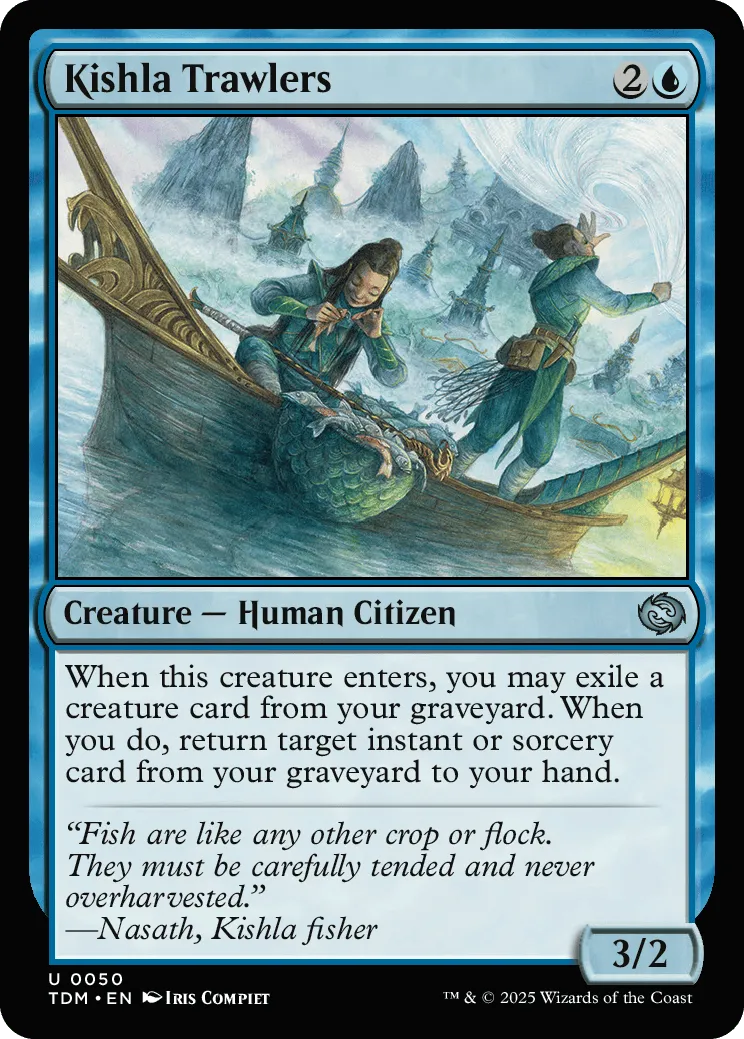 Kishla Trawlers 2
Creature — Human Citizen
When this creature enters, you may exile a
creature card from your graveyard. When
you do, return target instant or sorcery
card from your graveyard to your hand.
“Fish are like any other crop or flock.
They must be carefully tended and never
overharvested.”
—Nasath, Kishla fisher
3/2
U 0050
TDM • EN Iris Compiet ™ & © 2025 Wizards of the Coast